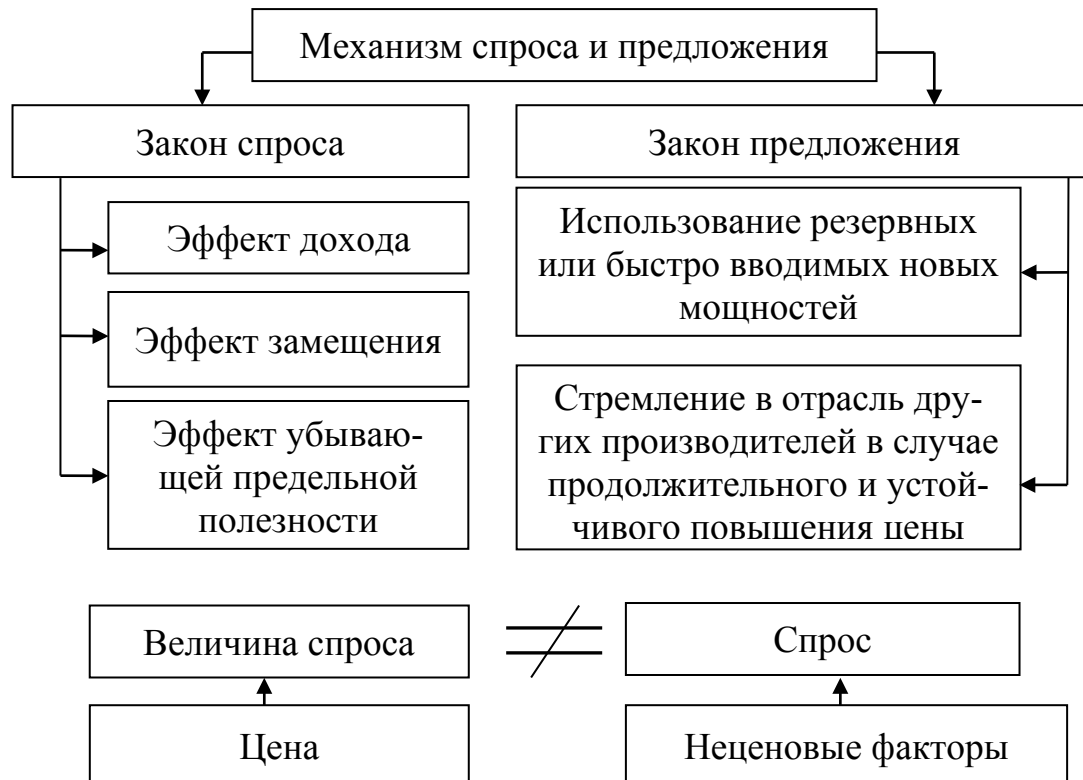 Механизм спроса и предложения
Закон спроса
Закон предложения
Эффект дохода
Эффект замещения
Эффект убываю-
щей предельной
полезности
Использование резервных
или быстро вводимых новых
мощностей
Стремление в отрасль дру-
гих производителей в случае
продолжительного и устой-
чивого повышения цены
Величина спроса
Спрос
Цена
Неценовые факторы